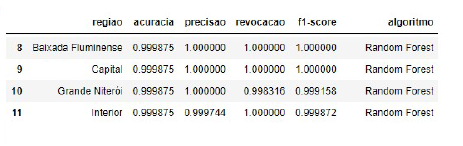 regiao acuracia precisao revocacao f1-score algoritmo
8 Baixada Fluminense 0.999875 1.000000 1.000000 1.000000 Random Forest
9 Capital 0.999875 1.000000 1.000000 1.000000 Random Forest
10 Grande Niterói 0.999875 1.000000 0.998316 0.999158 Random Forest
11 Interior 0.999875 0.999744 1.000000 0.999872 Random Forest